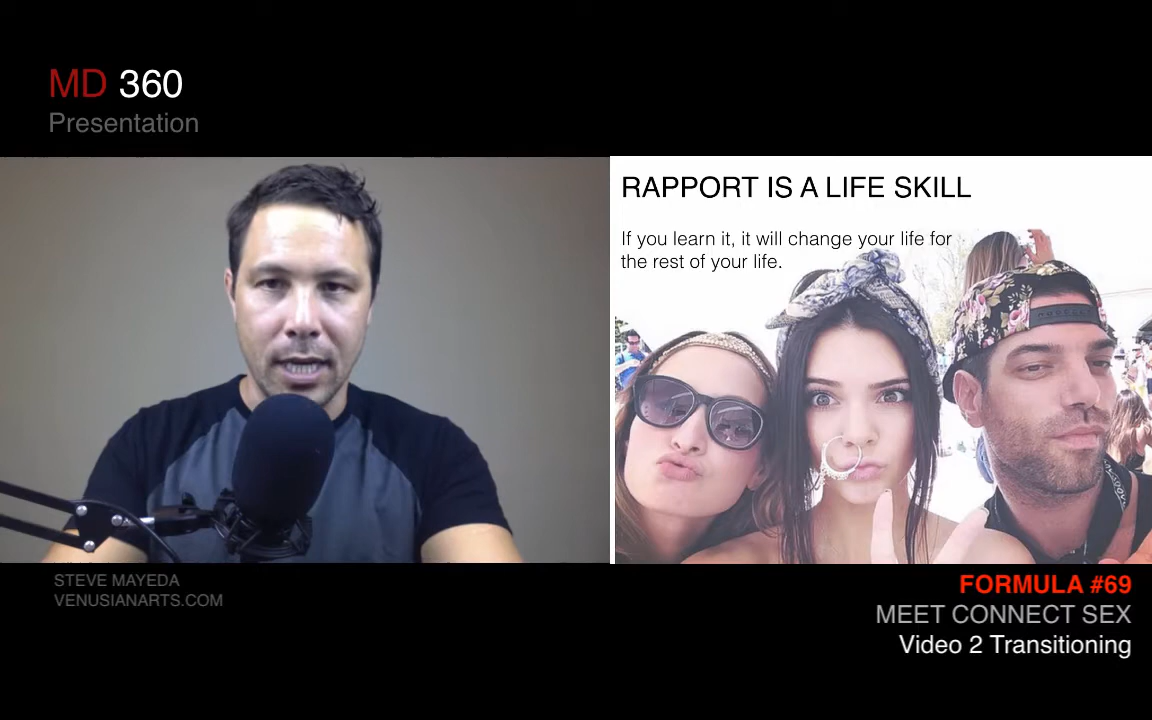 MD 360
Presentation
RAPPORT IS A LIFE SKILL
If you learn it, it will change your life for
the rest of your life.
STEVE MAYEDA
VENUSIANARTS.COM
FORMULA #69
MEET CONNECT SEX
Video 2 Transitioning